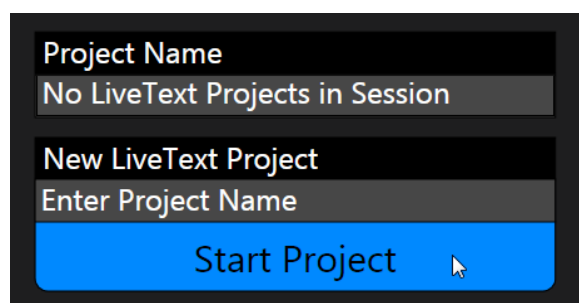 Project Name
No LiveText Projects in Session
New LiveText Project
Enter Project Name
Start Project